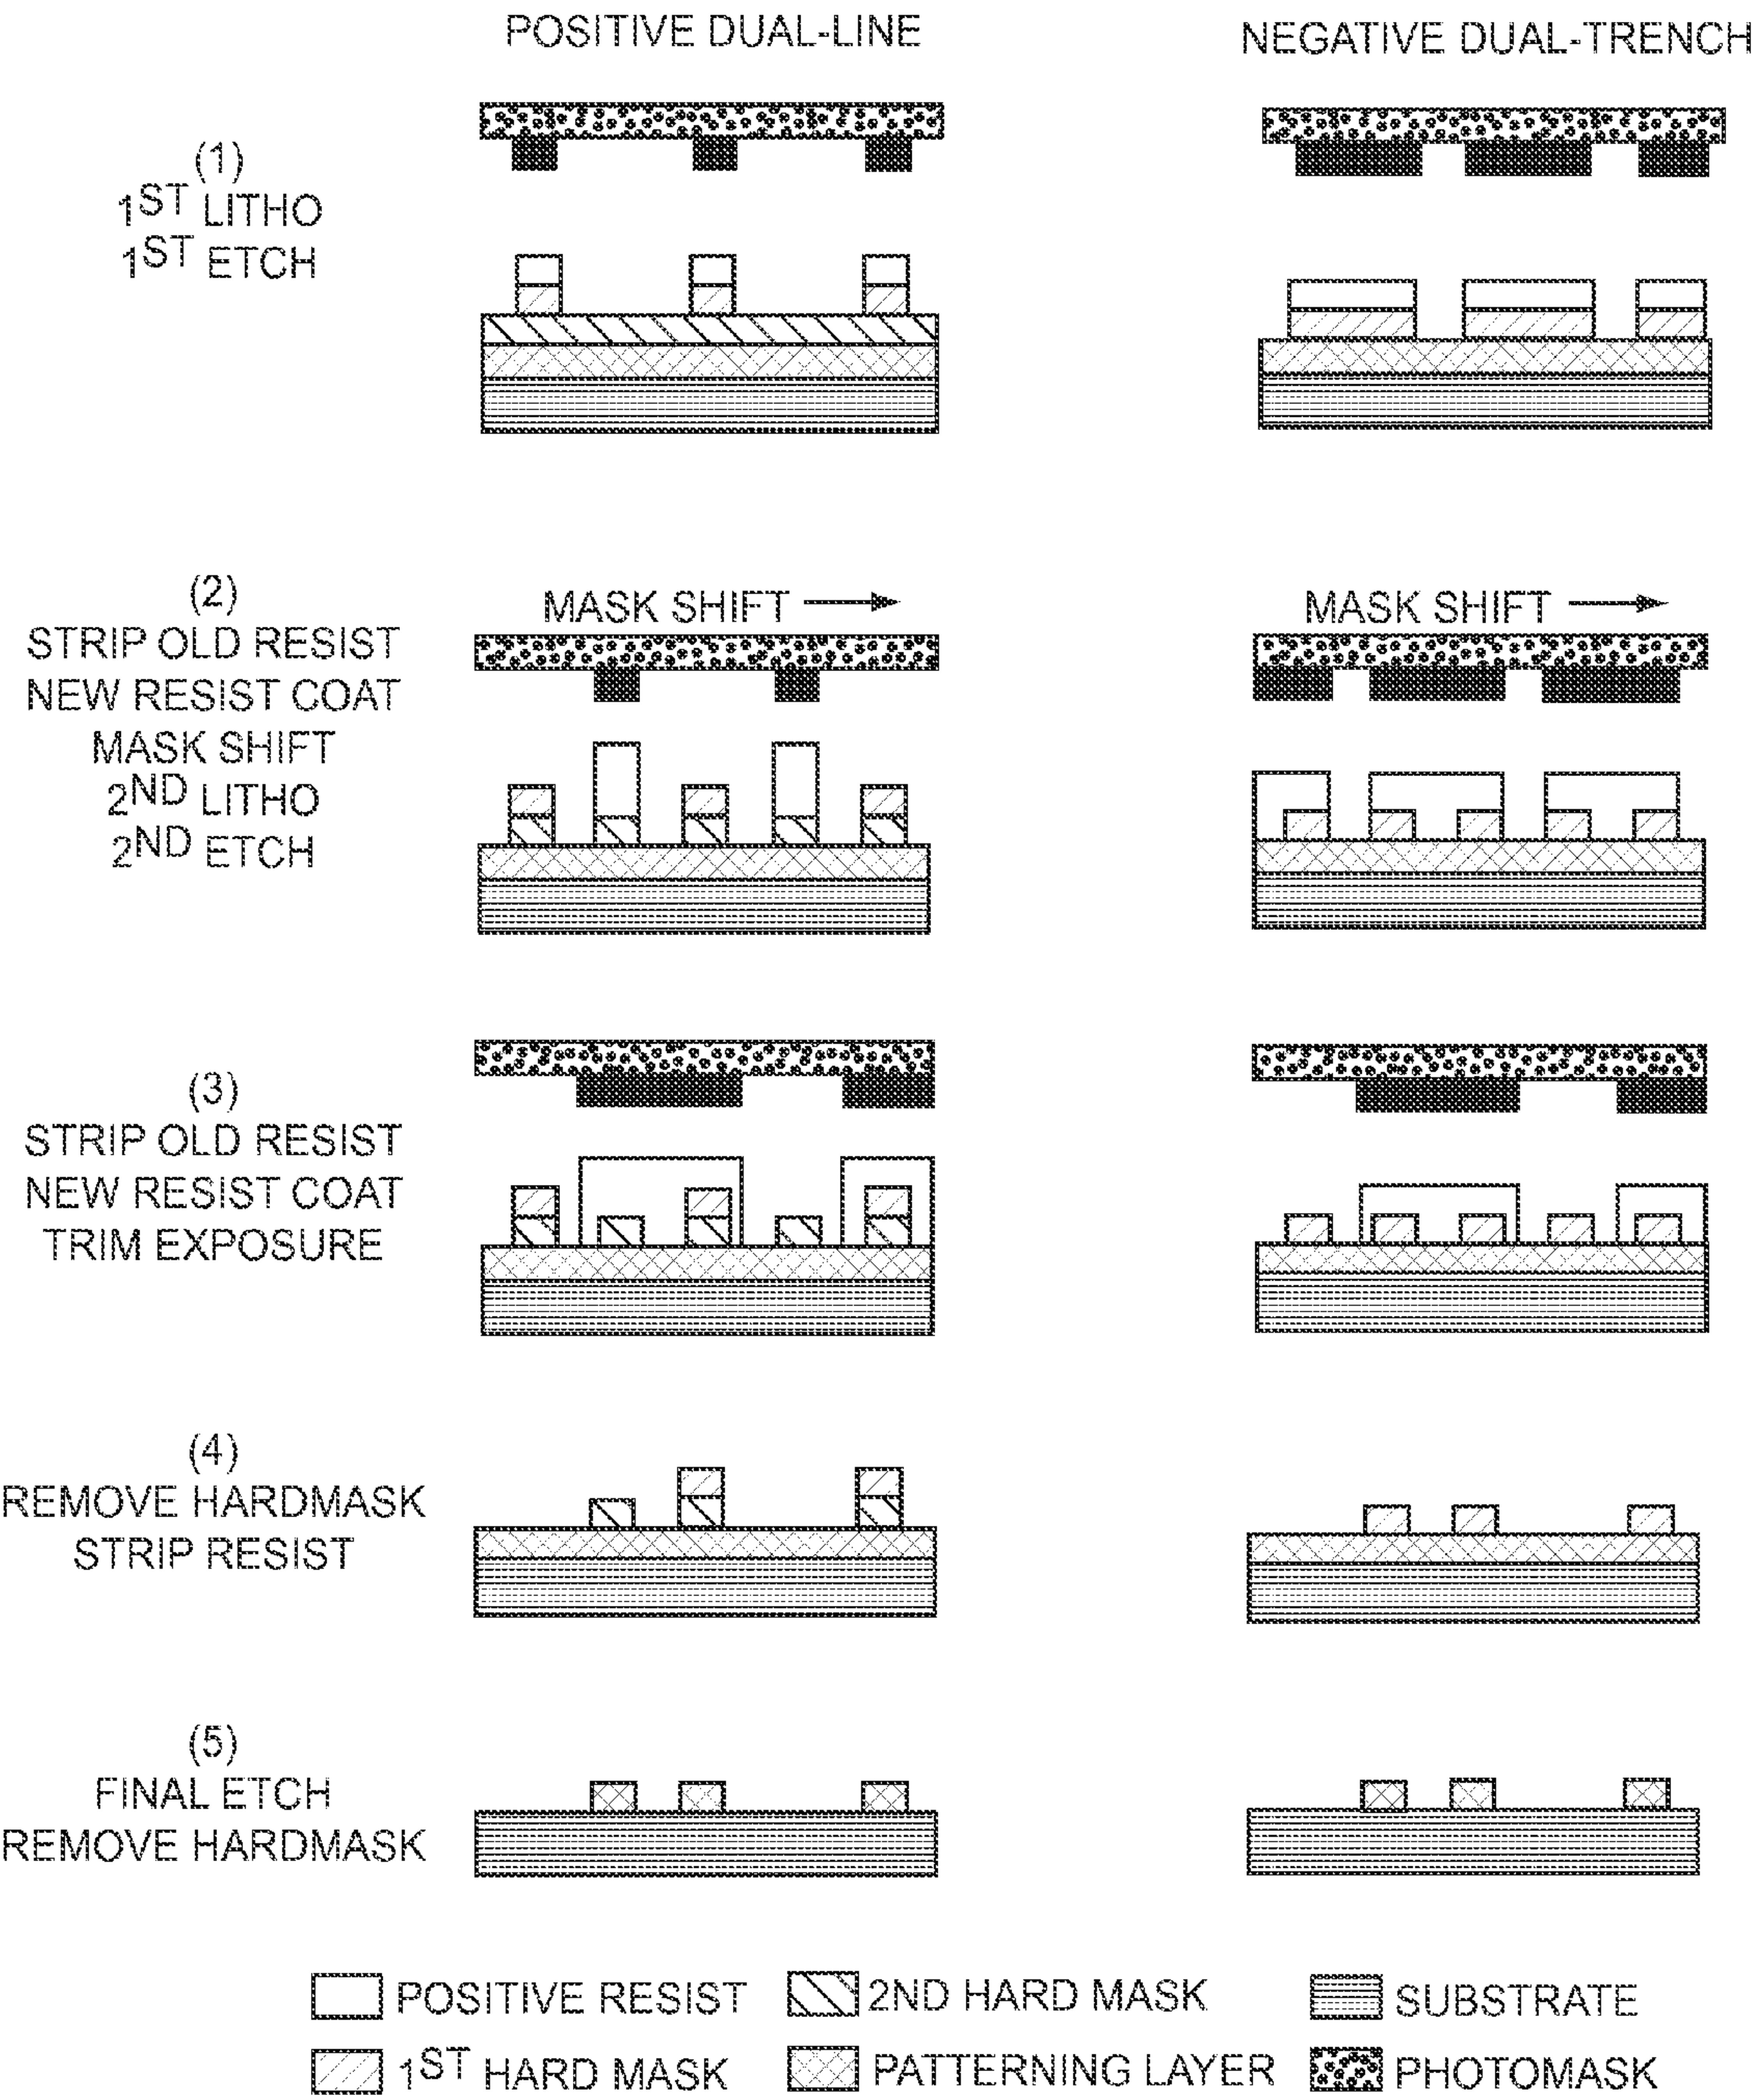 POSITIVE DUAL-LINE
NEGATIVE DUAL-TRENCH
(1)
1ST LITHO
1ST ETCH
(2)
STRIP OLD RESIST
NEW RESIST COAT
MASK SHIFT
2ND LITHO
2ND ETCH
MASK SHIFT
MASK SHIFT
(3)
STRIP OLD RESIST
NEW RESIST COAT
TRIM EXPOSURE
(4)
REMOVE HARDMASK
STRIP RESIST
(5)
FINAL ETCH
REMOVE HARDMASK
POSITIVE RESIST
2ND HARD MASK
SUBSTRATE
1ST HARD MASK
PATTERNING LAYER
PHOTOMASK